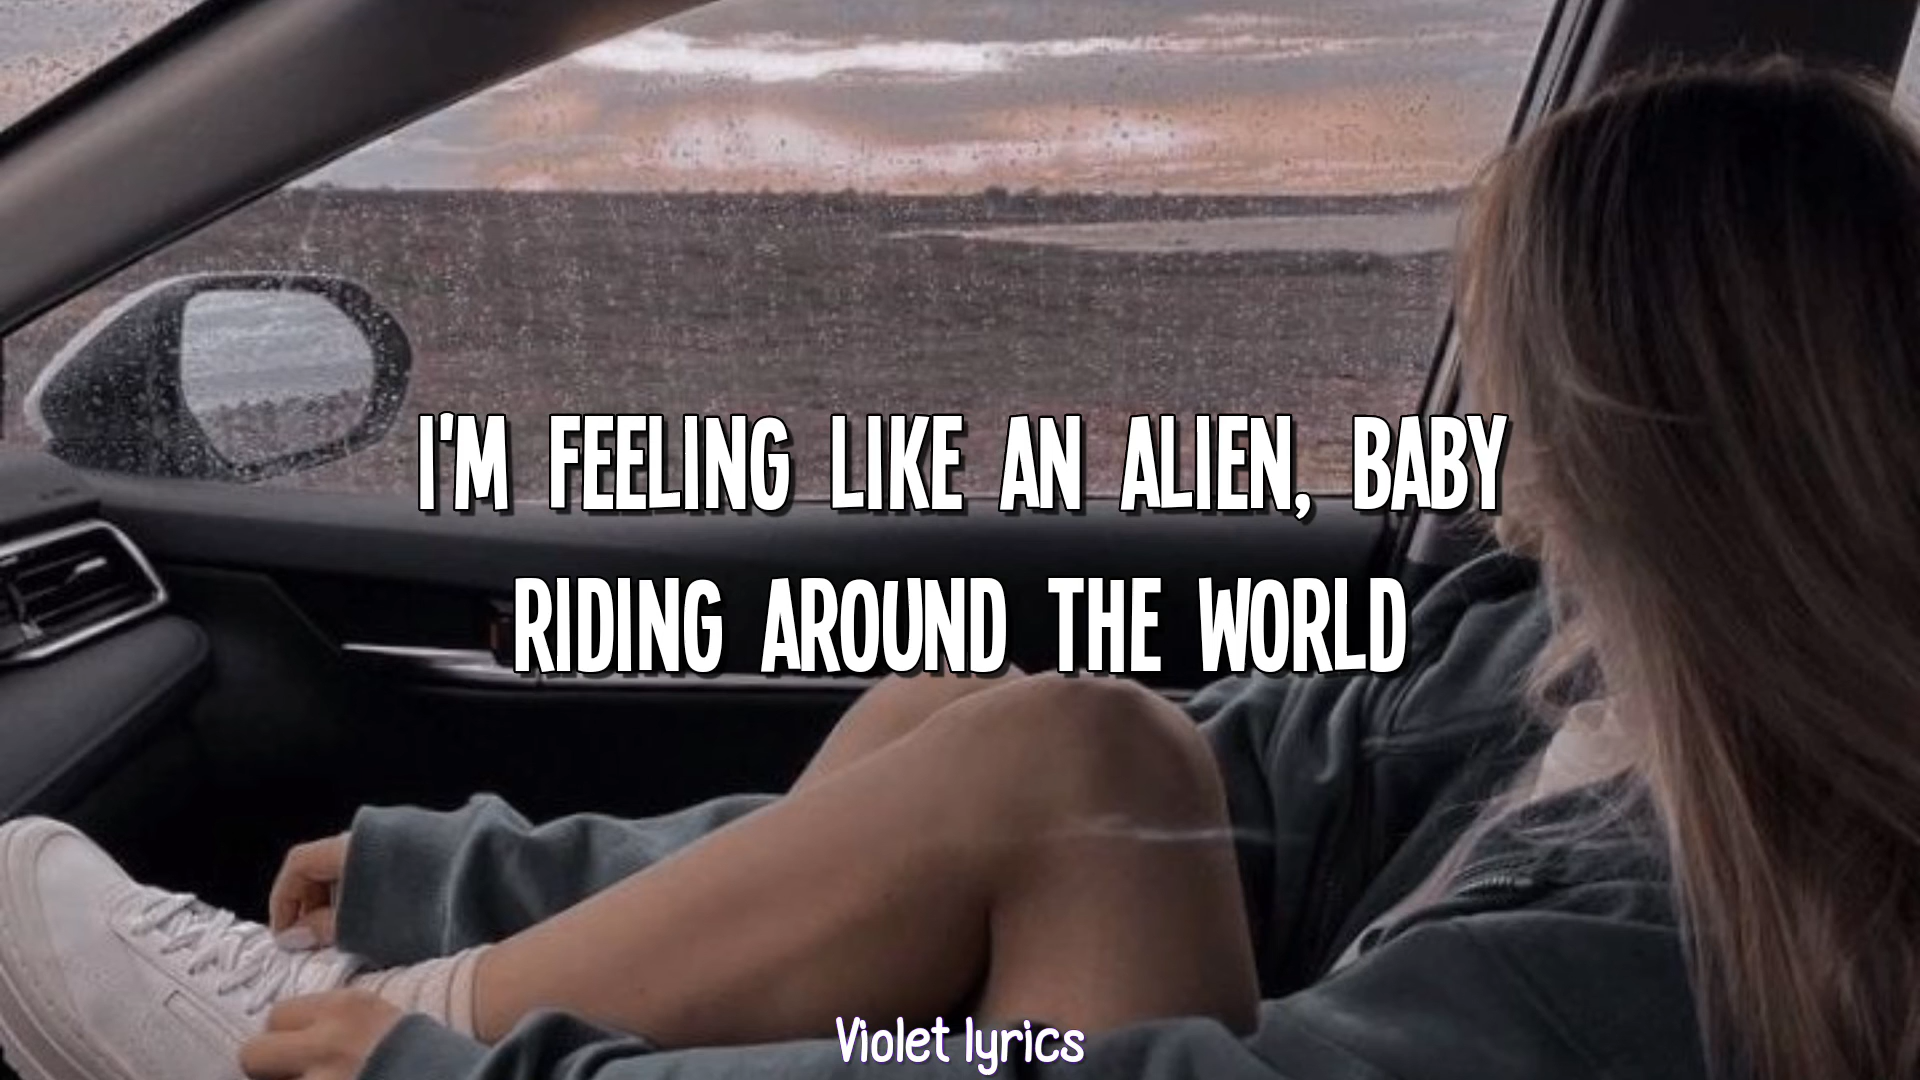 I'M FEELING LIKE AN ALIEN, BABY
RIDING AROUND THE WORLD
Violet lyrics